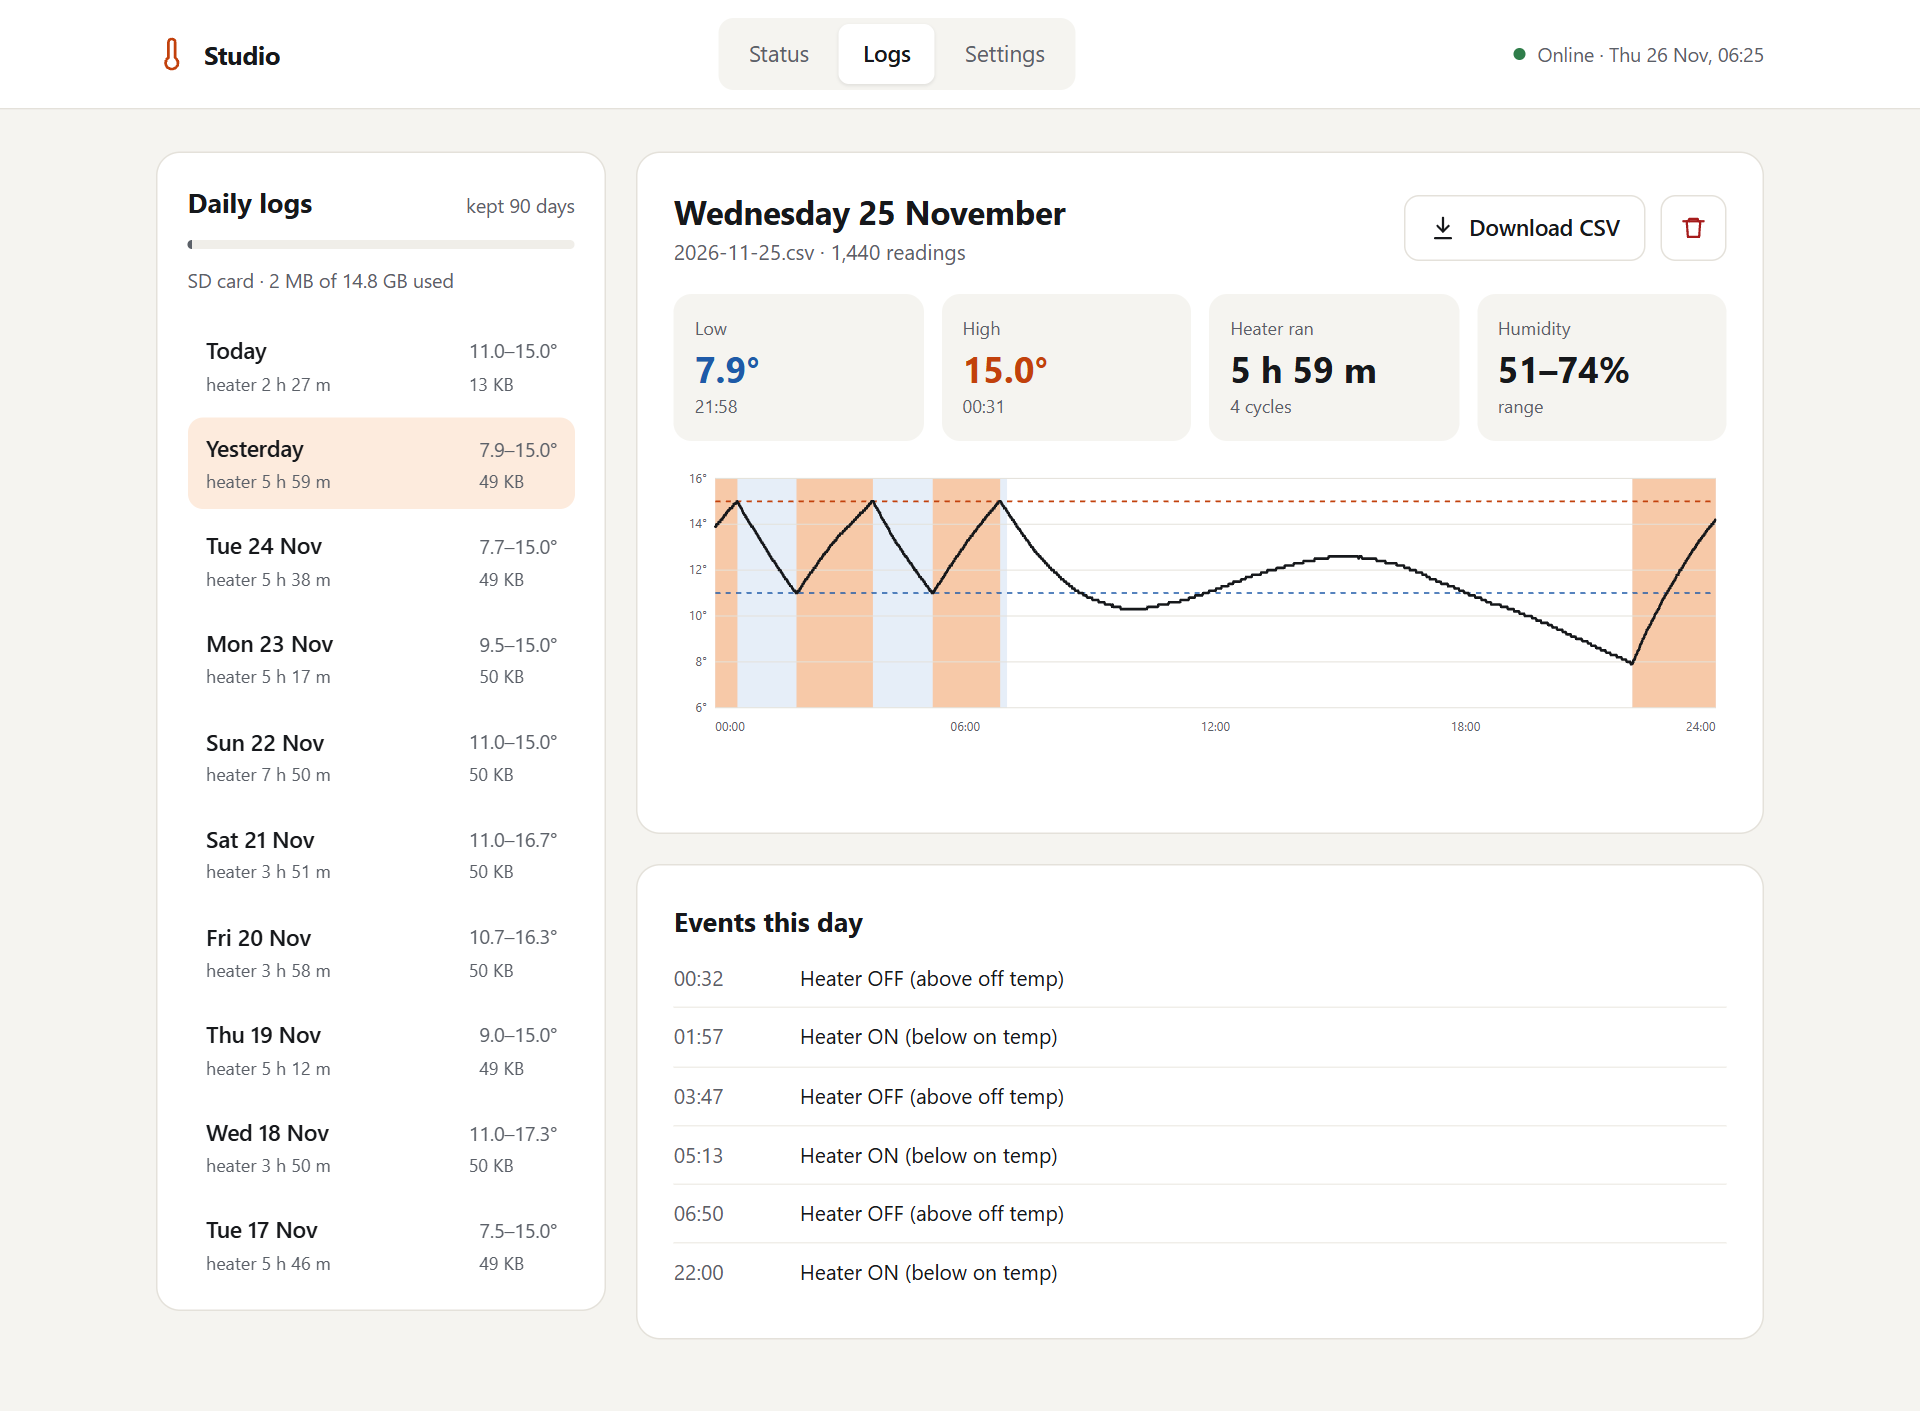 Studio
Status
Logs
Settings
Online · Thu 26 Nov, 06:25
Daily logs
kept 90 days
SD card · 2 MB of 14.8 GB used
Today
11.0–15.0°
heater 2 h 27 m
13 KB
Yesterday
7.9–15.0°
heater 5 h 59 m
49 KB
Tue 24 Nov
7.7–15.0°
heater 5 h 38 m
49 KB
Mon 23 Nov
9.5–15.0°
heater 5 h 17 m
50 KB
Sun 22 Nov
11.0–15.0°
heater 7 h 50 m
50 KB
Sat 21 Nov
11.0–16.7°
heater 3 h 51 m
50 KB
Fri 20 Nov
10.7–16.3°
heater 3 h 58 m
50 KB
Thu 19 Nov
9.0–15.0°
heater 5 h 12 m
49 KB
Wed 18 Nov
11.0–17.3°
heater 3 h 50 m
50 KB
Tue 17 Nov
7.5–15.0°
heater 5 h 46 m
49 KB
Wednesday 25 November
2026-11-25.csv · 1,440 readings
Download CSV
Low
7.9°
21:58
High
15.0°
00:31
Heater ran
5 h 59 m
4 cycles
Humidity
51–74%
range
16°
14°
12°
10°
8°
6°
00:00
06:00
12:00
18:00
24:00
Events this day
00:32 Heater OFF (above off temp)
01:57 Heater ON (below on temp)
03:47 Heater OFF (above off temp)
05:13 Heater ON (below on temp)
06:50 Heater OFF (above off temp)
22:00 Heater ON (below on temp)